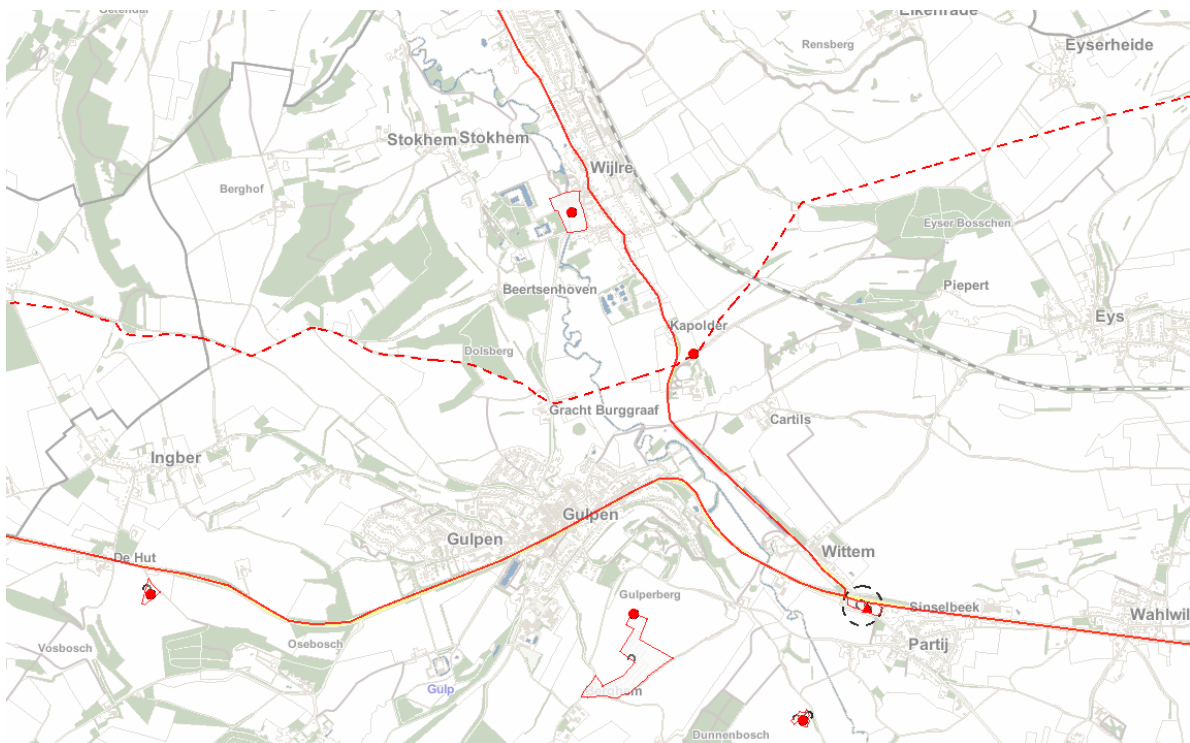 Eikenrade
Rensberg
Eyserheide
Stokhem Stokhem
Wijlre
Berghof
Eyser Bosschen
Beertsenhoven
Piepert
Eys
Kapolder
Dolsberg
Gracht Burggraaf
Cartils
Ingber
Gulpen
Gulpen
De Hut
Wittem
Gulperberg
Sinselbeek
Wahlwil
Osebosch
Partij
Vosbosch
Gulp
Berghem
Dunnenbosch